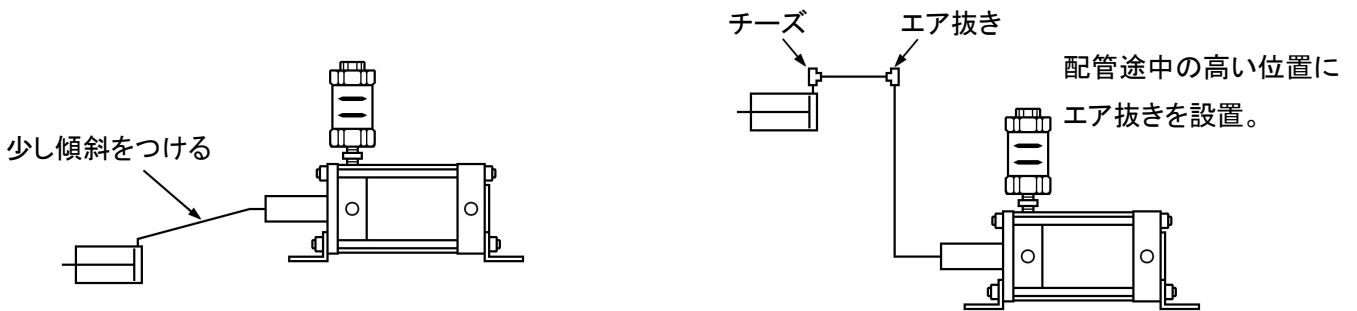 少し傾斜をつける
チーズ
エア抜き
配管途中の高い位置に
エア抜きを設置。